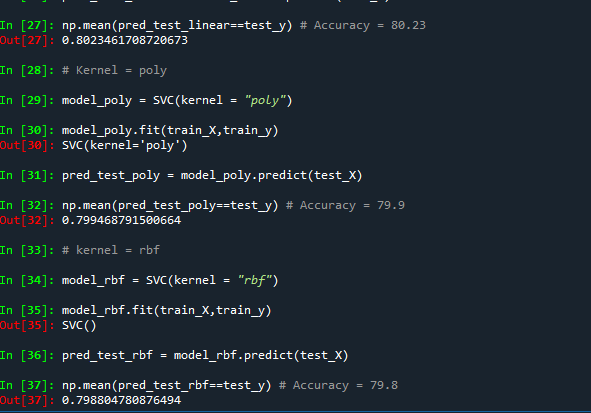 In [27]: np.mean(pred_test_linear==test_y) # Accuracy = 80.23
Out[27]: 0.8023461708720673
In [28]: # Kernel = poly
In [29]: model_poly = SVC(kernel = "poly")
In [30]: model_poly.fit(train_X,train_y)
Out[30]: SVC(kernel='poly')
In [31]: pred_test_poly = model_poly.predict(test_X)
In [32]: np.mean(pred_test_poly==test_y) # Accuracy = 79.9
Out[32]: 0.799468791500664
In [33]: # kernel = rbf
In [34]: model_rbf = SVC(kernel = "rbf")
In [35]: model_rbf.fit(train_X,train_y)
Out[35]: SVC()
In [36]: pred_test_rbf = model_rbf.predict(test_X)
In [37]: np.mean(pred_test_rbf==test_y) # Accuracy = 79.8
Out[37]: 0.798804780876494